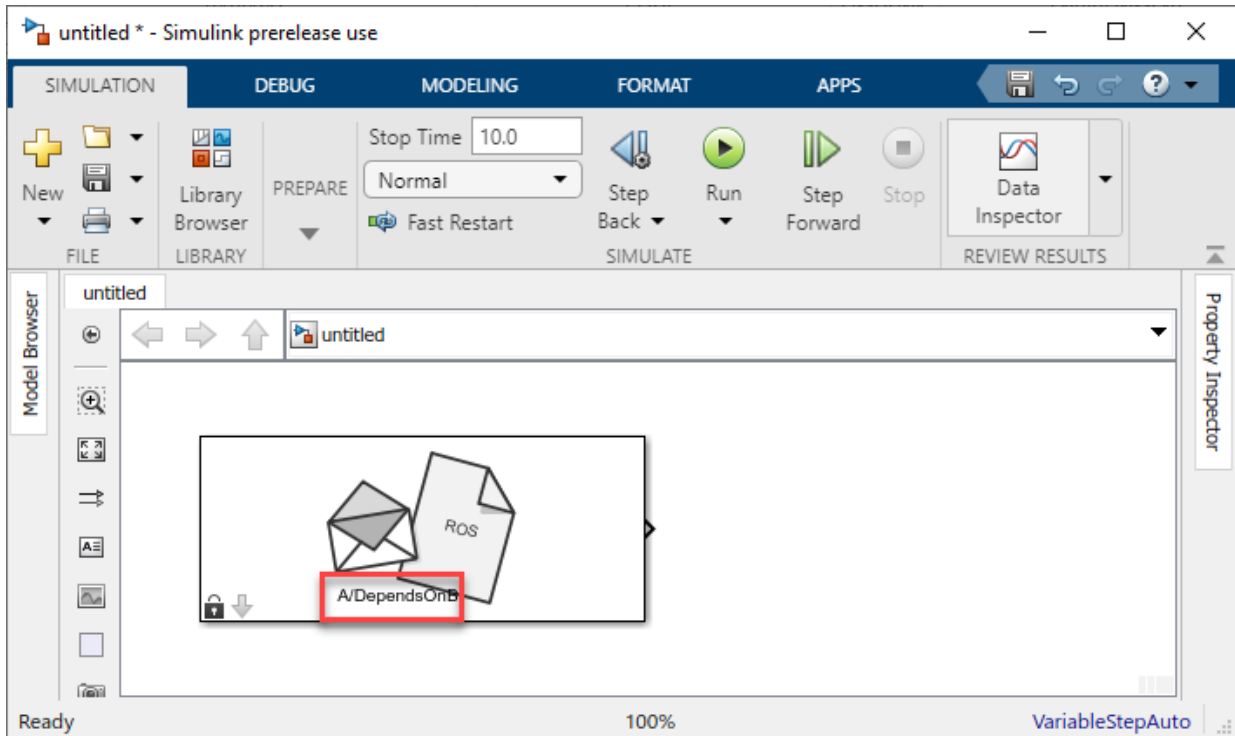 untitled * - Simulink prerelease use
SIMULATION DEBUG MODELING FORMAT APPS
New
FILE
Library
Browser
LIBRARY
PREPARE
Stop Time 10.0
Normal
Fast Restart
Step
Back
Run
Step
Forward
Stop
SIMULATE
Data
Inspector
REVIEW RESULTS
Model Browser
untitled
untitled
Property Inspector
ROS
A/DependsOnB
Ready 100% VariableStepAuto